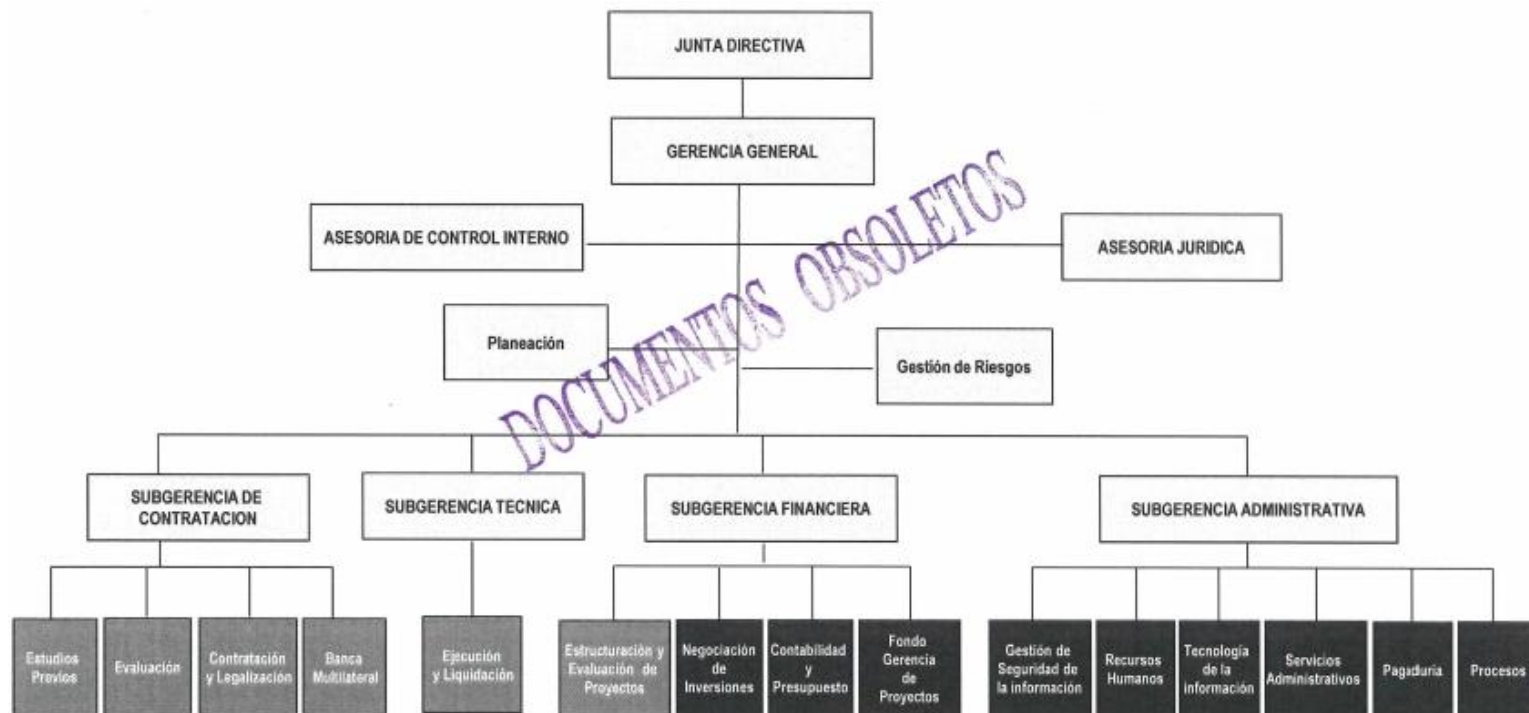 JUNTA DIRECTIVA
GERENCIA GENERAL
ASESORIA DE CONTROL INTERNO
ASESORIA JURIDICA
Planeación
Gestión de Riesgos
DOCUMENTOS OBSOLETOS
SUBGERENCIA DE
CONTRATACION
SUBGERENCIA TECNICA
SUBGERENCIA FINANCIERA
SUBGERENCIA ADMINISTRATIVA
Estudios
Previos
Evaluación
Contratación
y Legalización
Banca
Multilateral
Ejecución
y Liquidación
Estructuración y
Evaluación de
Proyectos
Negociación
de
Inversiones
Contabilidad
y
Presupuesto
Fondo
Gerencia
de
Proyectos
Gestión de
Seguridad de
la información
Recursos
Humanos
Tecnología
de la
información
Servicios
Administrativos
Pagaduria
Procesos